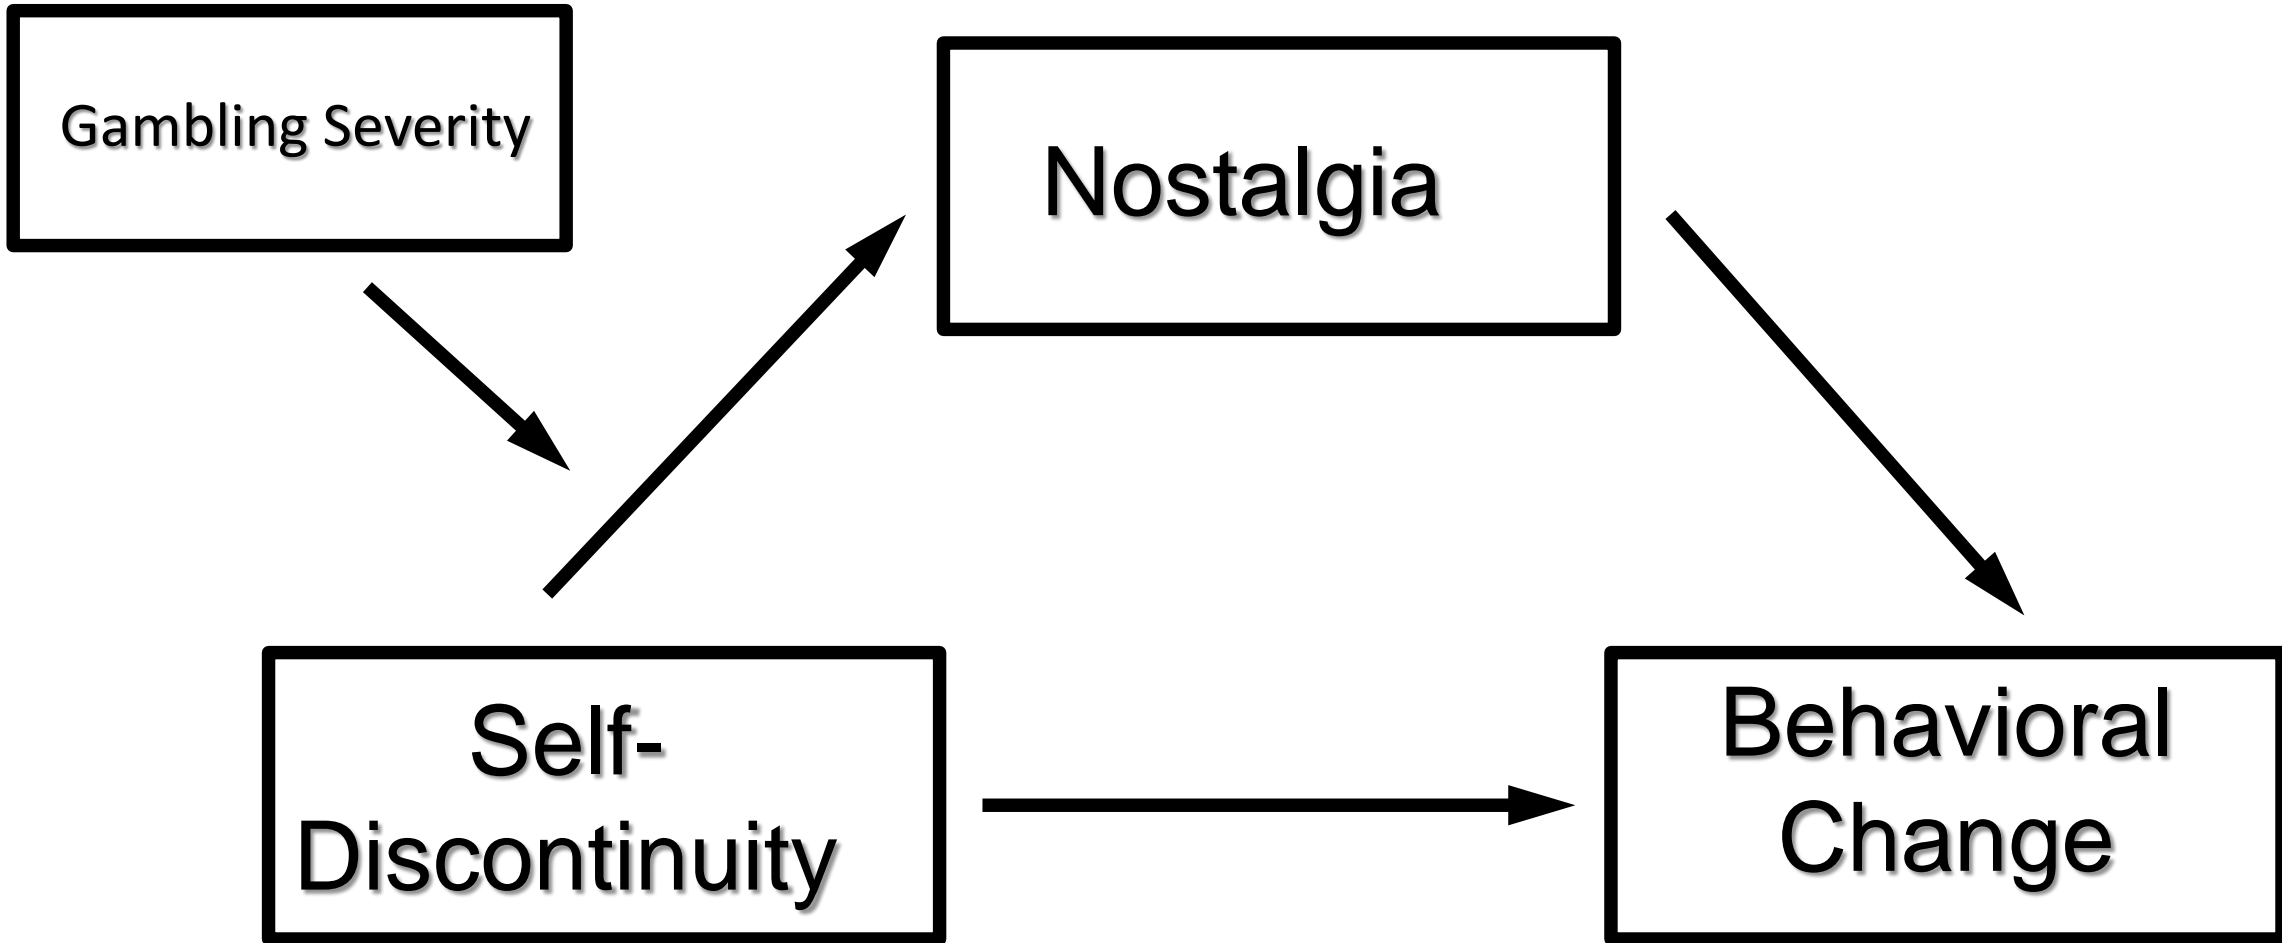 Gambling Severity
Nostalgia
Self-
Discontinuity
Behavioral
Change